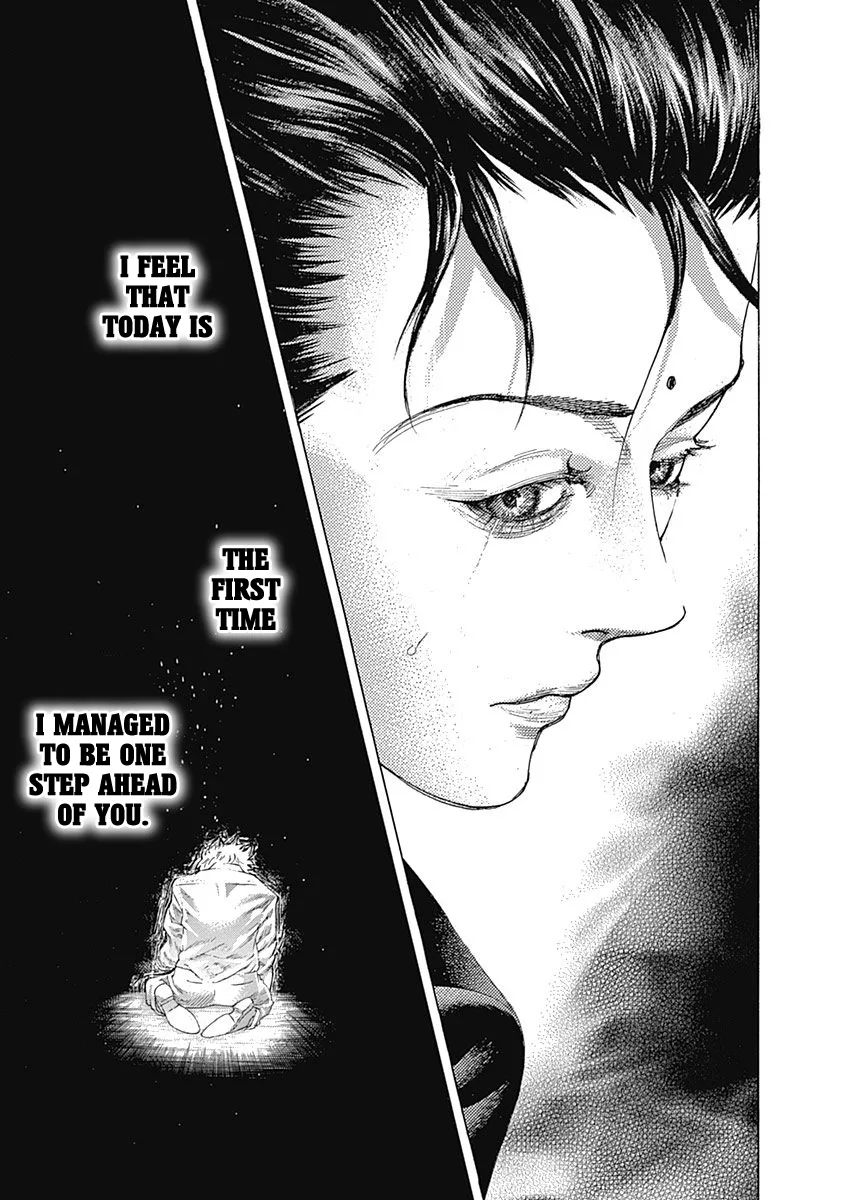 I FEEL
THAT
TODAY IS
THE
FIRST
TIME
I MANAGED
TO BE ONE
STEP AHEAD
OF YOU.